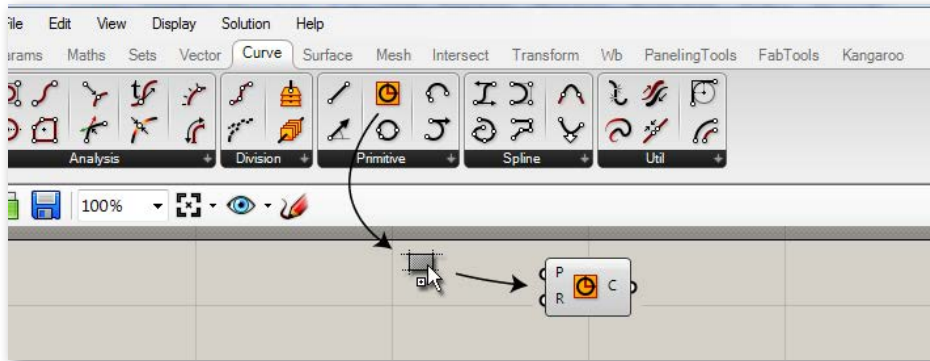 File Edit View Display Solution Help
Params Maths Sets Vector Curve Surface Mesh Intersect Transform Wb PanelingTools FabTools Kangaroo
Analysis Division Primitive Spline Util
100%
P
R
C